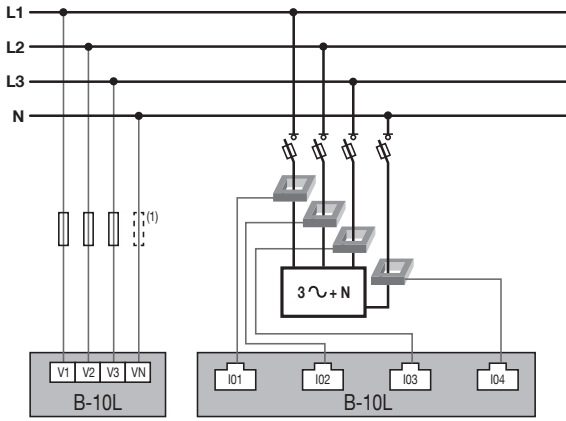 L1
L2
L3
N
(1)
3 ∿ + N
V1 V2 V3 VN
I01 I02 I03 I04
B-10L B-10L